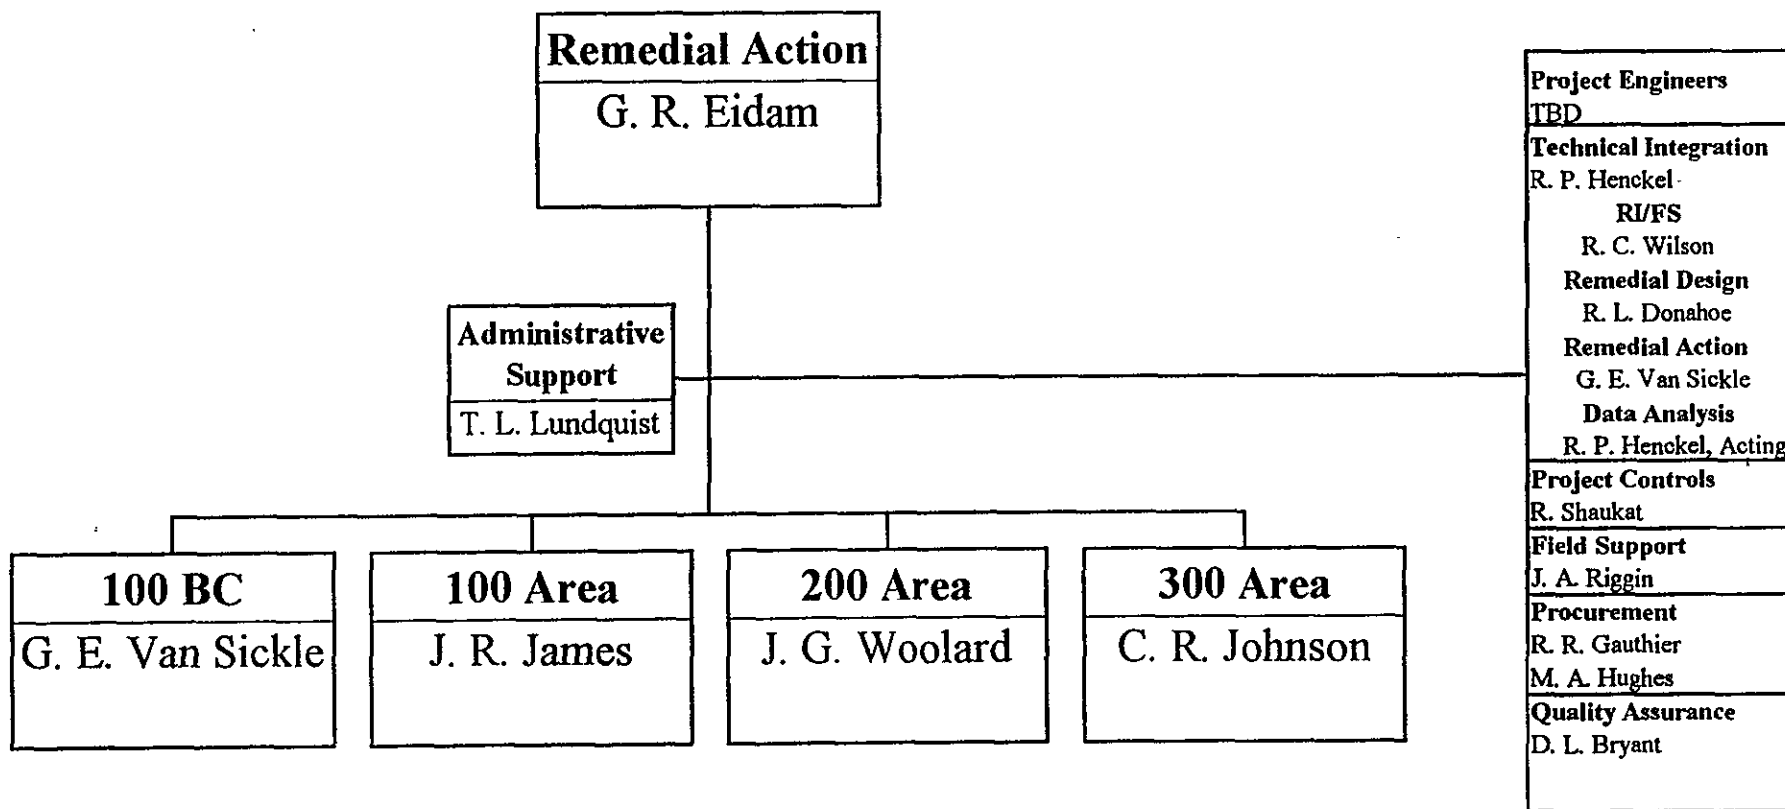 Remedial Action
G. R. Eidam
Administrative
Support
T. L. Lundquist
100 BC
G. E. Van Sickle
100 Area
J. R. James
200 Area
J. G. Woolard
300 Area
C. R. Johnson
Project Engineers
TBD
Technical Integration
R. P. Henckel
RI/FS
R. C. Wilson
Remedial Design
R. L. Donahoe
Remedial Action
G. E. Van Sickle
Data Analysis
R. P. Henckel, Acting
Project Controls
R. Shaukat
Field Support
J. A. Riggin
Procurement
R. R. Gauthier
M. A. Hughes
Quality Assurance
D. L. Bryant